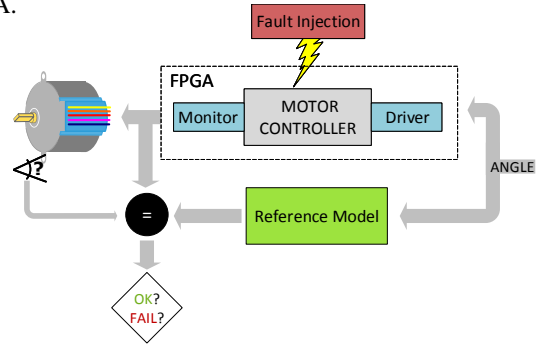 A.
Fault Injection
FPGA
Monitor
MOTOR
CONTROLLER
Driver
?
ANGLE
=
Reference Model
OK?
FAIL?